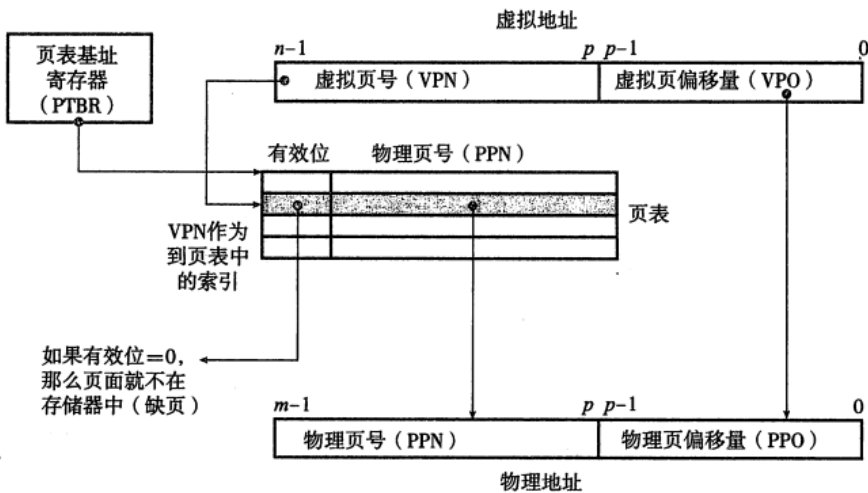 虚拟地址
n-1
p p-1
0
页表基址
寄存器
（PTBR）
虚拟页号（VPN）
虚拟页偏移量（VPO）
有效位
物理页号（PPN）
页表
VPN作为
到页表中
的索引
如果有效位=0，
那么页面就不在
存储器中（缺页）
m-1
p p-1
0
物理页号（PPN）
物理页偏移量（PPO）
物理地址